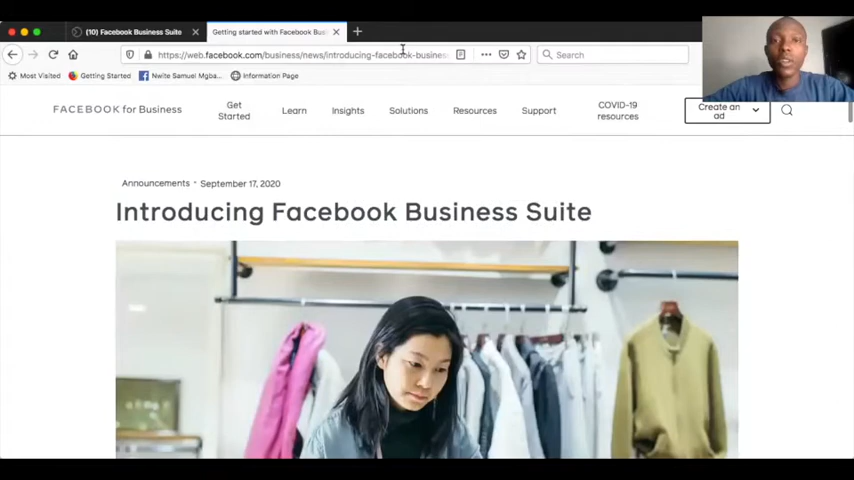 (10) Facebook Business Suite
Getting started with Facebook Busi
https://web.facebook.com/business/news/introducing-facebook-busines
Search
Most Visited
Getting Started
Nwite Samuel Mgba...
Information Page
FACEBOOK for Business
Get Started
Learn
Insights
Solutions
Resources
Support
COVID-19 resources
Create an ad
Announcements · September 17, 2020
Introducing Facebook Business Suite